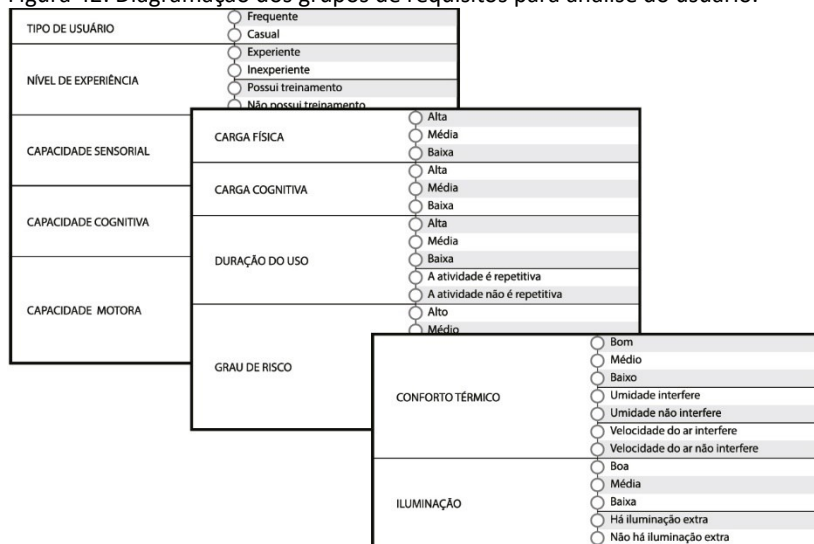 Figura 42: Diagramação dos grupos de requisitos para análise do usuário.
TIPO DE USUÁRIO
Frequente
Casual
NÍVEL DE EXPERIÊNCIA
Experiente
Inexperiente
Possui treinamento
Não possui treinamento
CAPACIDADE SENSORIAL
CAPACIDADE COGNITIVA
CAPACIDADE MOTORA
CARGA FÍSICA
Alta
Média
Baixa
CARGA COGNITIVA
Alta
Média
Baixa
DURAÇÃO DO USO
Alta
Média
Baixa
A atividade é repetitiva
A atividade não é repetitiva
GRAU DE RISCO
Alto
Médio
CONFORTO TÉRMICO
Bom
Médio
Baixo
Umidade interfere
Umidade não interfere
Velocidade do ar interfere
Velocidade do ar não interfere
ILUMINAÇÃO
Boa
Média
Baixa
Há iluminação extra
Não há iluminação extra